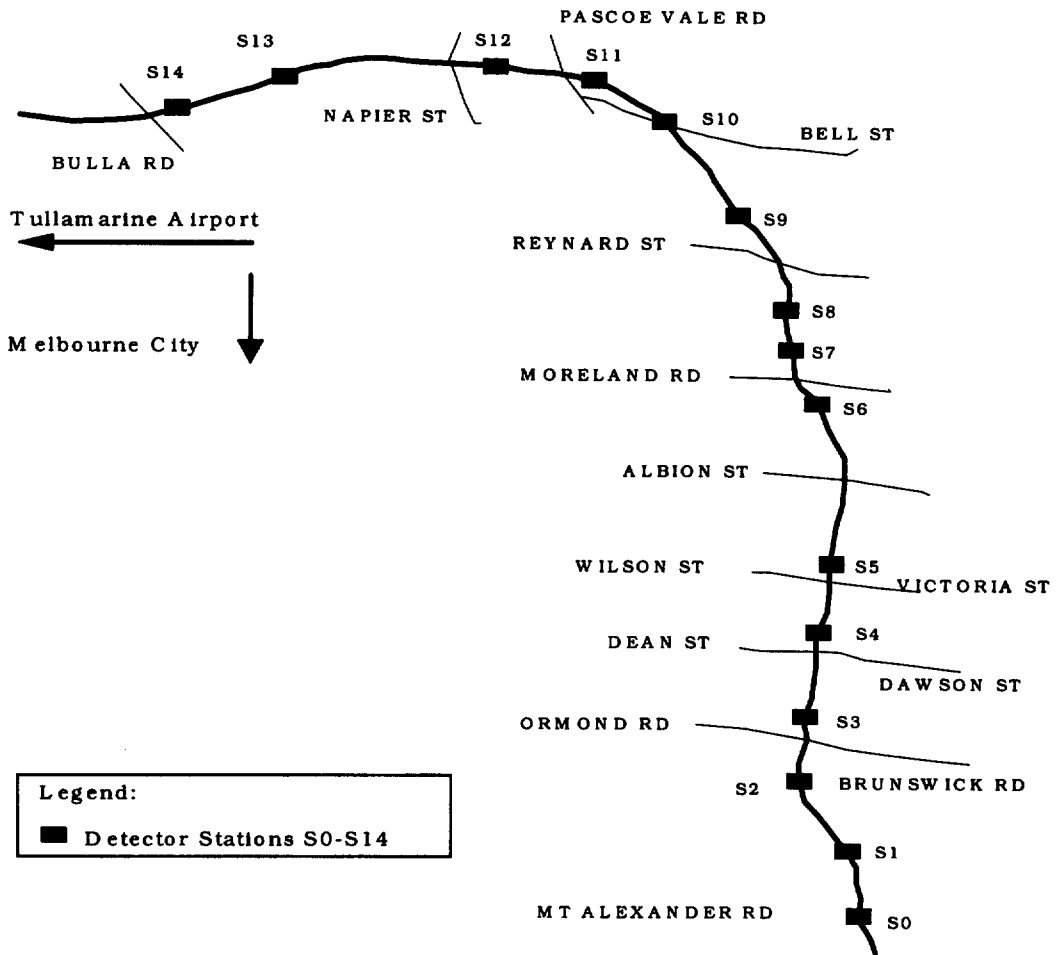 PASCOE VALE RD
S12
S13
S11
S14
NAPIER ST
S10
BELL ST
BULLA RD
Tullamarine Airport
S9
REYNARD ST
S8
Melbourne City
S7
MORELAND RD
S6
ALBION ST
WILSON ST
S5
VICTORIA ST
S4
DEAN ST
DAWSON ST
S3
ORMOND RD
S2
BRUNSWICK RD
Legend:
Detector Stations S0-S14
S1
MT ALEXANDER RD
S0